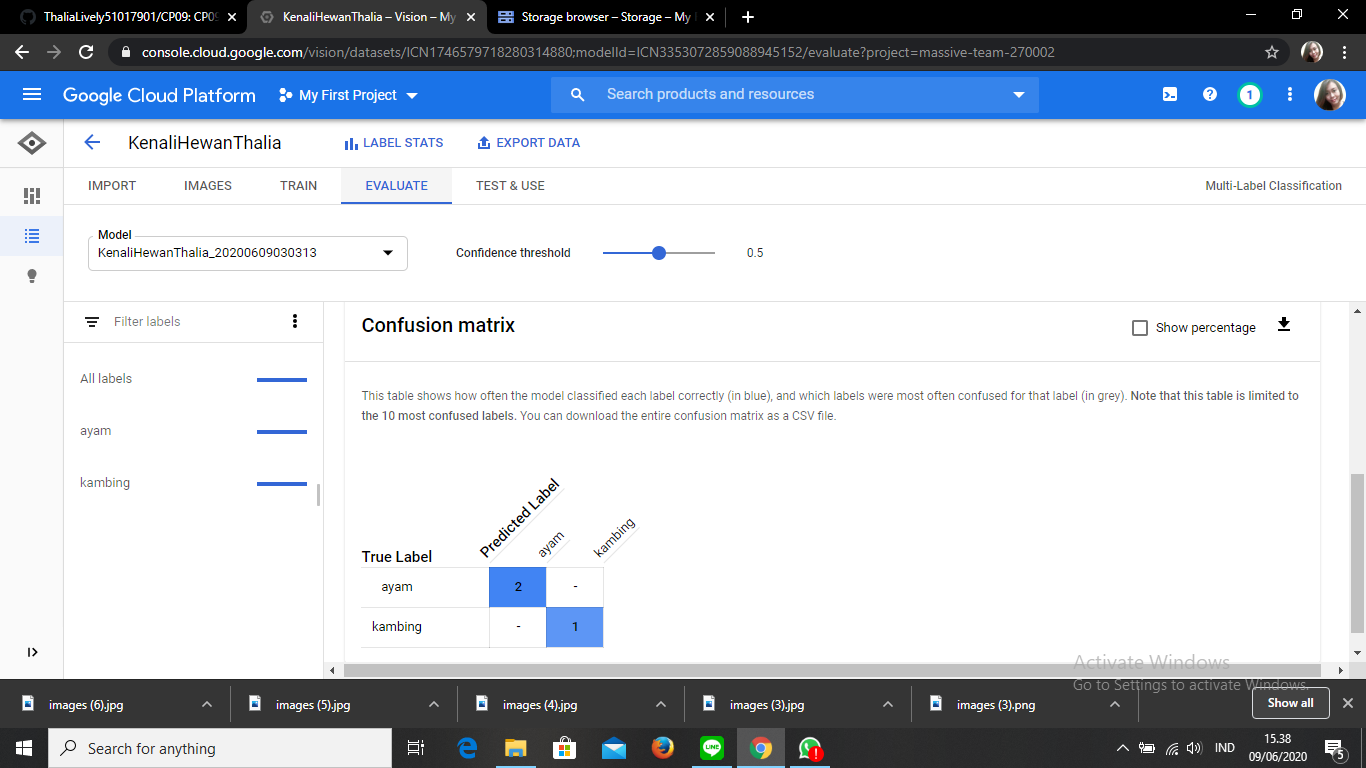 ThaliaLively51017901/CP09: CP09
KenaliHewanThalia – Vision – My
Storage browser – Storage – My
console.cloud.google.com/vision/datasets/ICN1746579718280314880;modelId=ICN3353072859088945152/evaluate?project=massive-team-270002
Google Cloud Platform
My First Project
Search products and resources
1
KenaliHewanThalia
LABEL STATS
EXPORT DATA
IMPORT
IMAGES
TRAIN
EVALUATE
TEST & USE
Multi-Label Classification
Model
KenaliHewanThalia_20200609030313
Confidence threshold
0.5
Filter labels
All labels
ayam
kambing
Confusion matrix
Show percentage
This table shows how often the model classified each label correctly (in blue), and which labels were most often confused for that label (in grey). Note that this table is limited to
the 10 most confused labels. You can download the entire confusion matrix as a CSV file.
Predicted Label
ayam
kambing
True Label
ayam 2 -
kambing - 1
Activate Windows
Go to Settings to activate Windows.
images (6).jpg
images (5).jpg
images (4).jpg
images (3).jpg
images (3).png
Show all
Search for anything
LINE
IND
15.38
09/06/2020
5